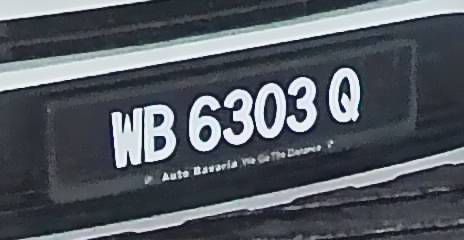 WB 6303 Q
Auto Bavaria We Go The Distance